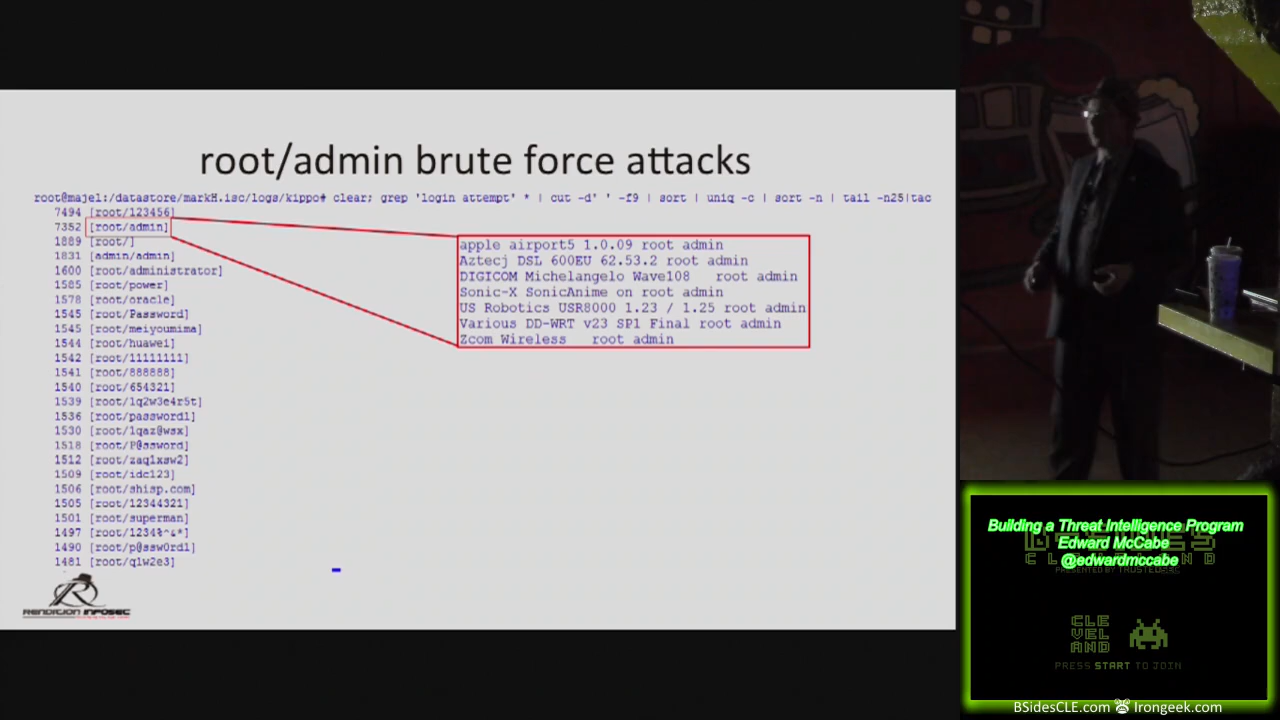 root/admin brute force attacks
root@majel:/datastore/markH.isc/logs/kippo# clear; grep 'login attempt' * | cut -d' ' -f9 | sort | uniq -c | sort -n | tail -n25|tac
7494 [root/123456]
7352 [root/admin]
1889 [root/]
1831 [admin/admin]
1600 [root/administrator]
1585 [root/power]
1578 [root/oracle]
1545 [root/Password]
1545 [root/meiyoumima]
1544 [root/huawei]
1542 [root/11111111]
1541 [root/888888]
1540 [root/654321]
1539 [root/1q2w3e4r5t]
1536 [root/password1]
1530 [root/1qaz@wsx]
1518 [root/P@ssword]
1512 [root/zaq1xsw2]
1509 [root/idc123]
1506 [root/shisp.com]
1505 [root/12344321]
1501 [root/superman]
1497 [root/1234%^&*]
1490 [root/p@ssw0rd1]
1481 [root/q1w2e3]
apple airport5 1.0.09 root admin
Aztecj DSL 600EU 62.53.2 root admin
DIGICOM Michelangelo Wave108 root admin
Sonic-X SonicAnime on root admin
US Robotics USR8000 1.23 / 1.25 root admin
Various DD-WRT v23 SP1 Final root admin
Zcom Wireless root admin
RENDITION INFOSEC
Building a Threat Intelligence Program
Edward McCabe
@edwardmccabe
CLE
VEL
AND
PRESS START TO JOIN
BSidesCLE.com Irongeek.com